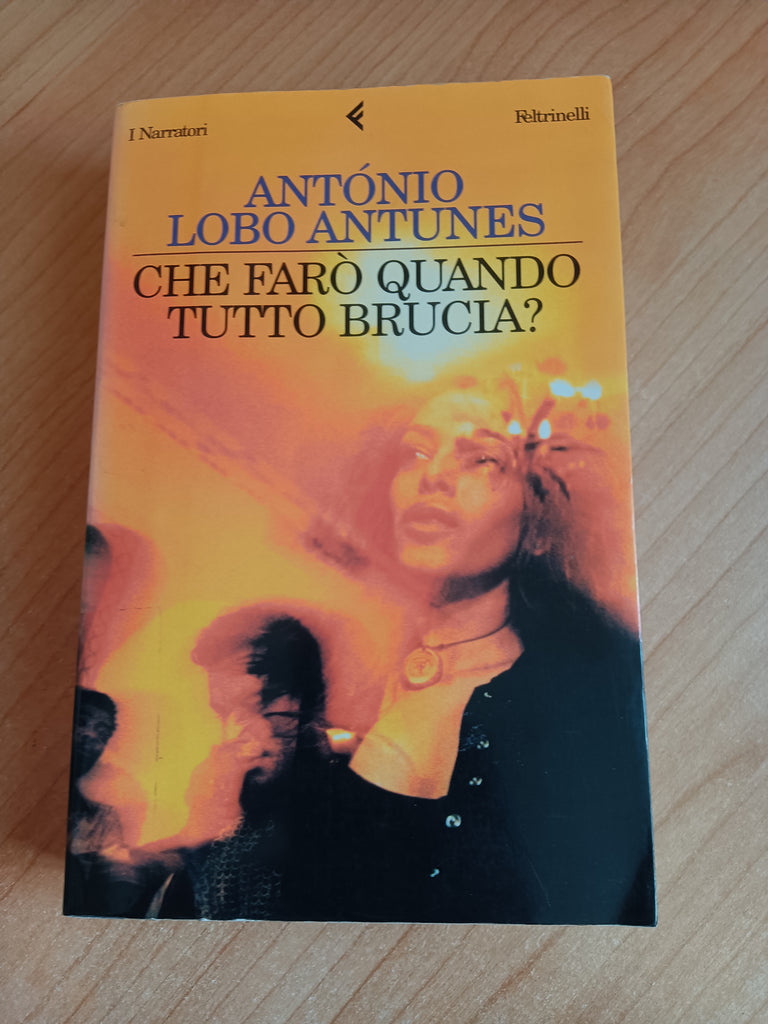 I Narratori
Feltrinelli
ANTÓNIO
LOBO ANTUNES
CHE FARÒ QUANDO
TUTTO BRUCIA?